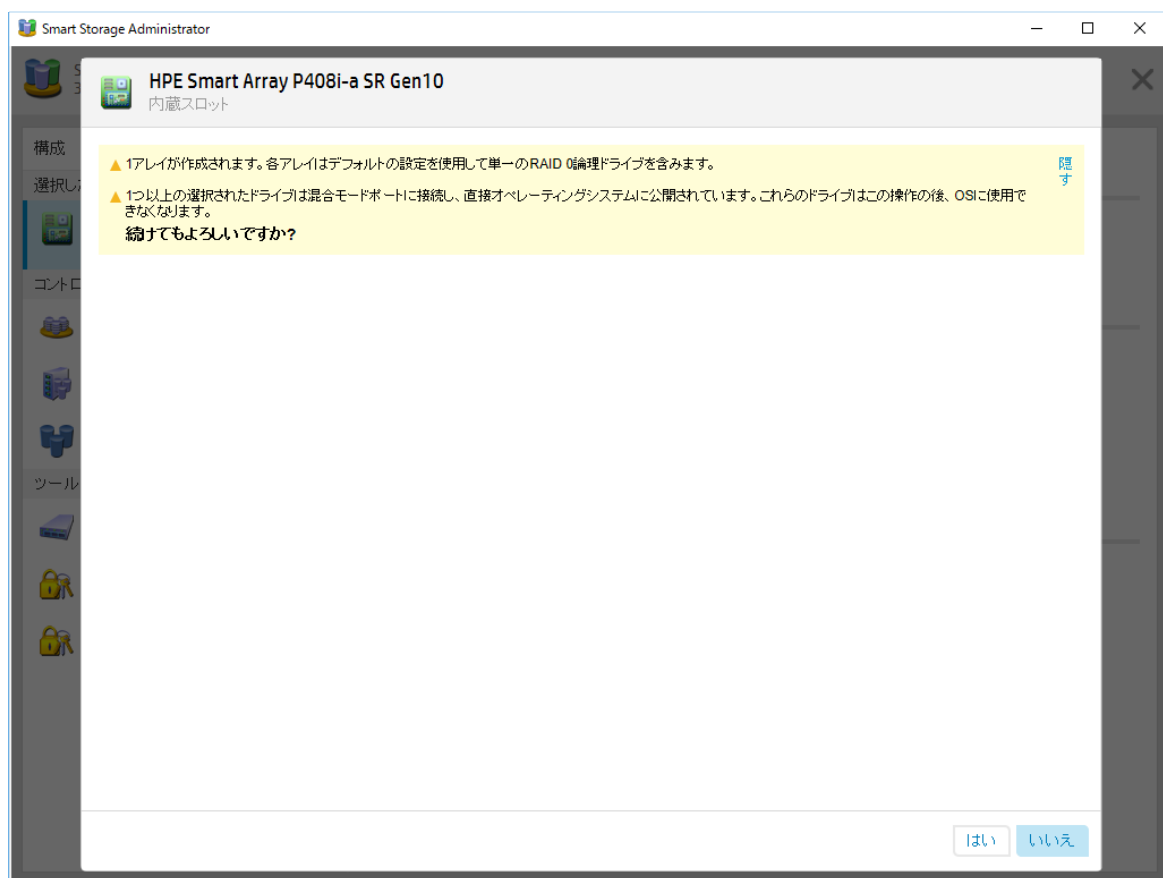 Smart Storage Administrator
S
3
HPE Smart Array P408i-a SR Gen10
内蔵スロット
構成
選択し
コントロ
ツール
1アレイが作成されます。各アレイはデフォルトの設定を使用して単一のRAID 0論理ドライブを含みます。
隠す
1つ以上の選択されたドライブは混合モードポートに接続し、直接オペレーティングシステムに公開されています。これらのドライブはこの操作の後、OSに使用で
きなくなります。
続けてもよろしいですか?
はい
いいえ